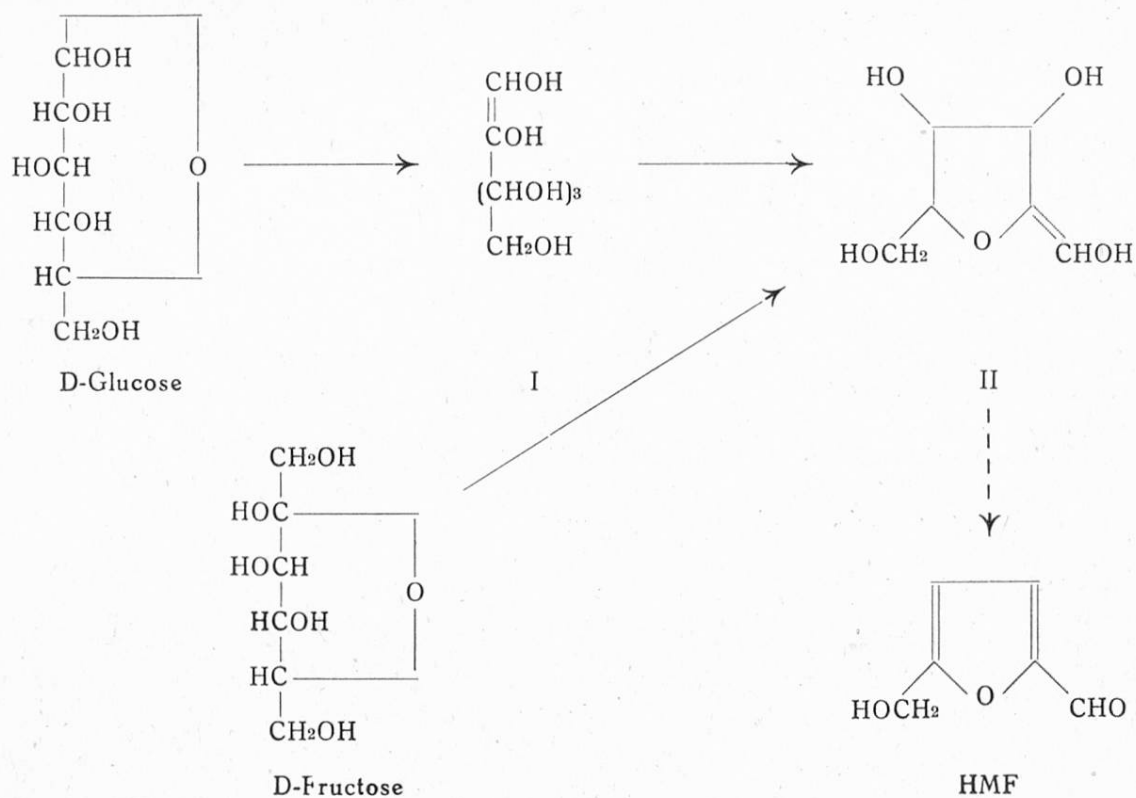 CHOH
HCOH
HOCH
O
HCOH
HC
CH₂OH
D-Glucose
CHOH
COH
(CHOH)₃
CH₂OH
HO
OH
O
HOCH₂
CHOH
I
II
CH₂OH
HOC
HOCH
O
HCOH
HC
CH₂OH
D-Fructose
O
HOCH₂
CHO
HMF